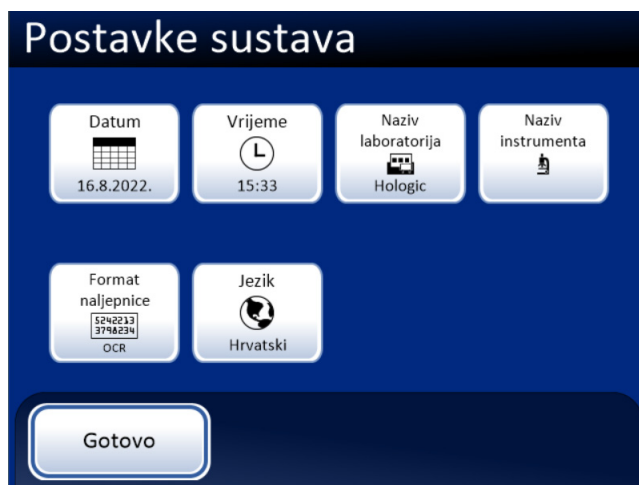 Postavke sustava
Datum
16.8.2022.
Vrijeme
15:33
Naziv
laboratorija
Hologic
Naziv
instrumenta
Format
naljepnice
5242213
3798234
OCR
Jezik
Hrvatski
Gotovo